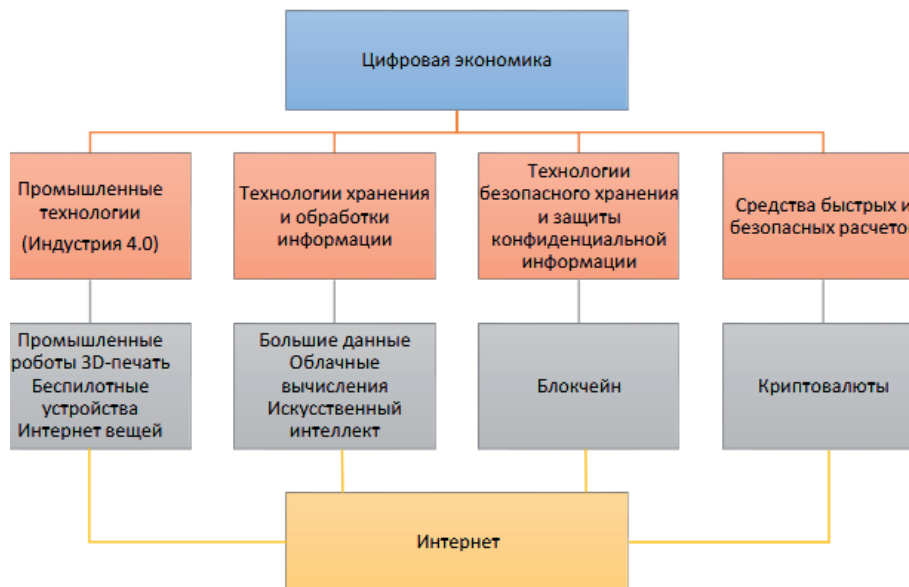 Цифровая экономика
Промышленные
технологии
(Индустрия 4.0)
Технологии хранения
и обработки
информации
Технологии
безопасного хранения
и защиты
конфиденциальной
информации
Средства быстрых и
безопасных расчетов
Промышленные
роботы 3D-печать
Беспилотные
устройства
Интернет вещей
Большие данные
Облачные
вычисления
Искусственный
интеллект
Блокчейн
Криптовалюты
Интернет